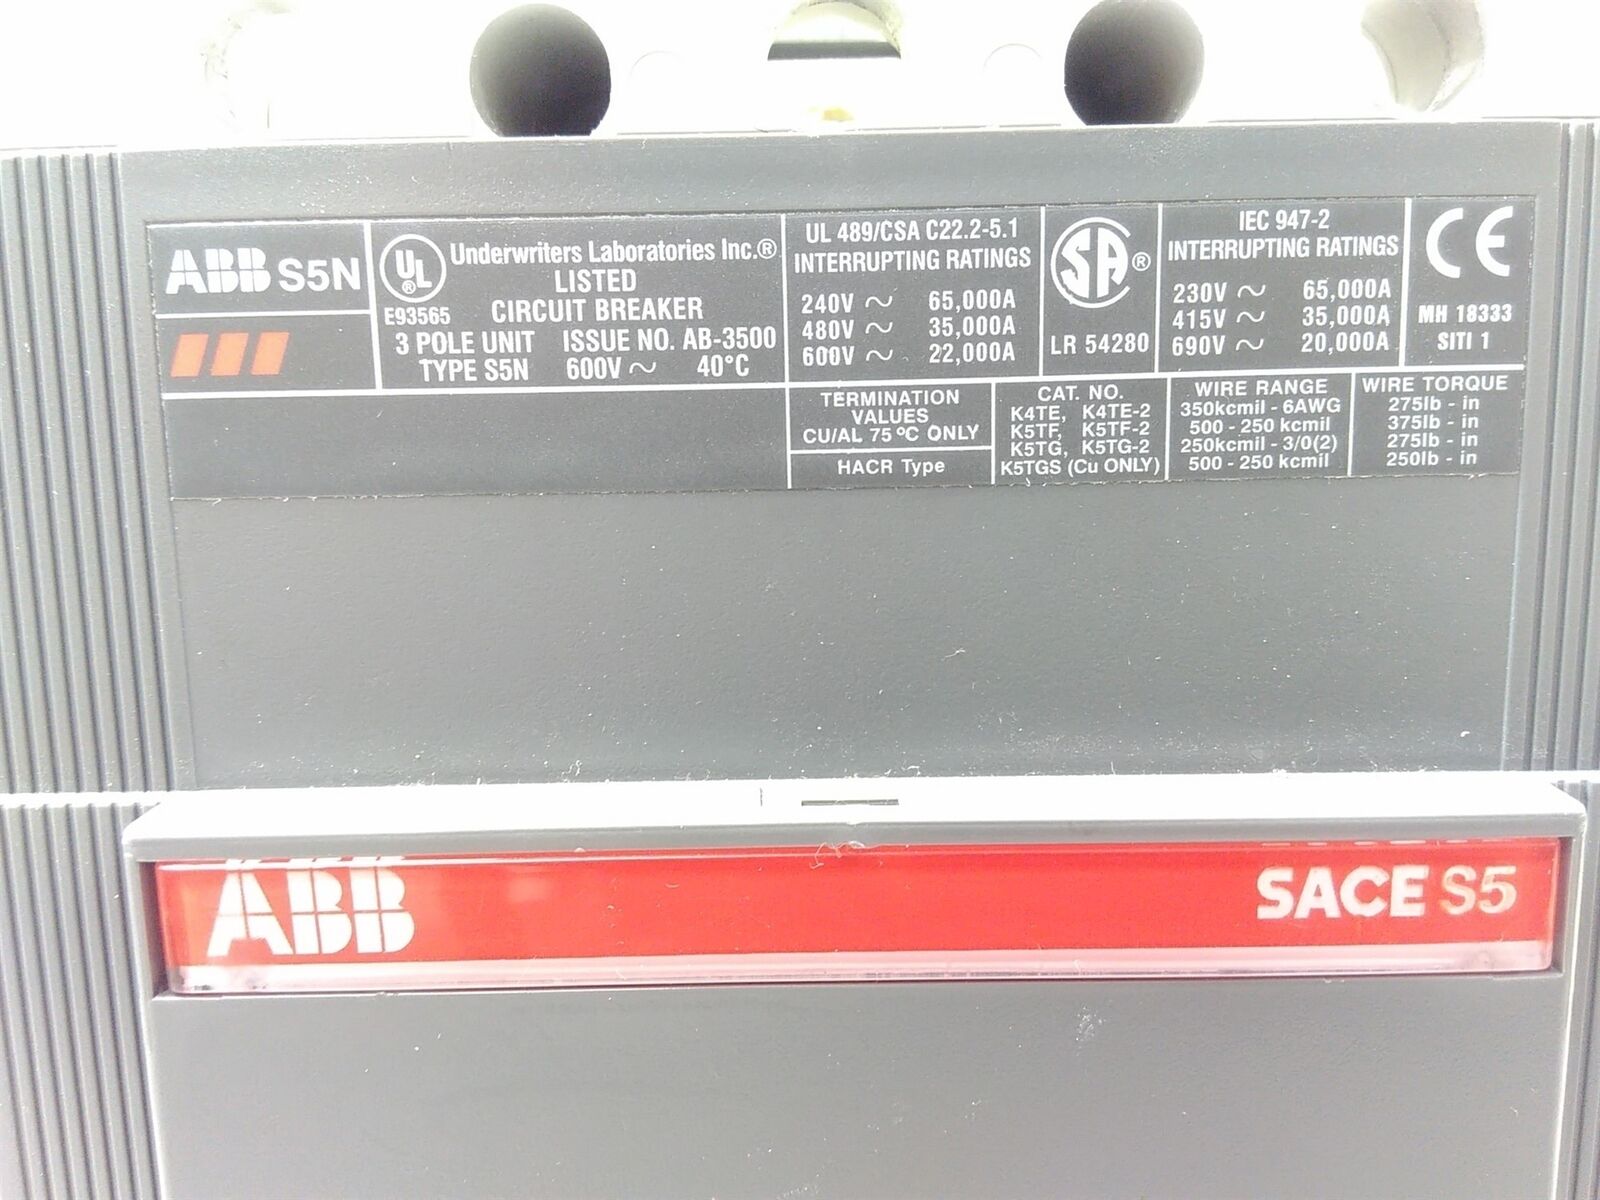 ABB S5N
UL ®
E93565
Underwriters Laboratories Inc.®
LISTED
CIRCUIT BREAKER
3 POLE UNIT ISSUE NO. AB-3500
TYPE S5N 600V ~ 40°C
UL 489/CSA C22.2-5.1
INTERRUPTING RATINGS
240V ~ 65,000A
480V ~ 35,000A
600V ~ 22,000A
SA ®
LR 54280
IEC 947-2
INTERRUPTING RATINGS
230V ~ 65,000A
415V ~ 35,000A
690V ~ 20,000A
CE
MH 18333
SITI 1
TERMINATION
VALUES
CU/AL 75°C ONLY
HACR Type
CAT. NO.
K4TE, K4TE-2
K5TF, K5TF-2
K5TG, K5TG-2
K5TGS (Cu ONLY)
WIRE RANGE
350kcmil - 6AWG
500 - 250 kcmil
250kcmil - 3/0(2)
500 - 250 kcmil
WIRE TORQUE
275lb - in
375lb - in
275lb - in
250lb - in
ABB
SACE S5